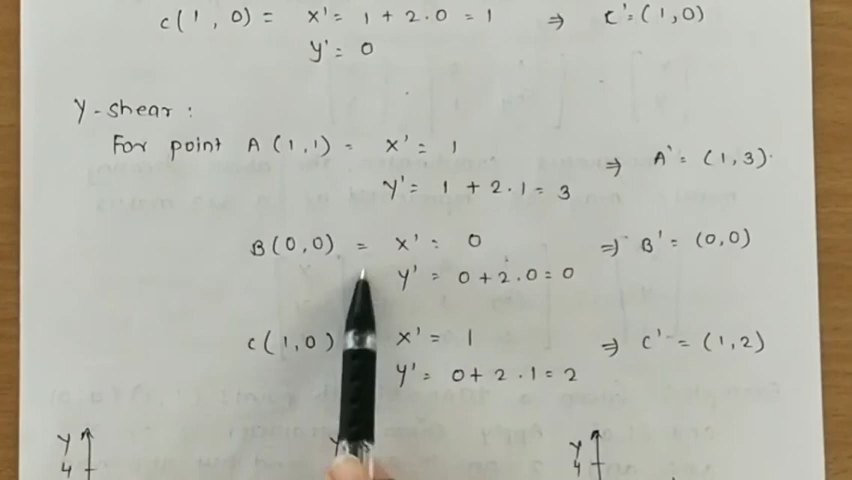 C(1, 0) = x' = 1 + 2.0 = 1 ⇒ C' = (1,0)
y' = 0
Y-shear :
For point A (1,1) = x' = 1
⇒ A' = (1,3).
y' = 1 + 2.1 = 3
B(0,0) = x' = 0 ⇒ B' = (0,0)
y' = 0 + 2.0 = 0
C(1,0) x' = 1 ⇒ C' = (1,2)
y' = 0 + 2.1 = 2
Y Y
4 4